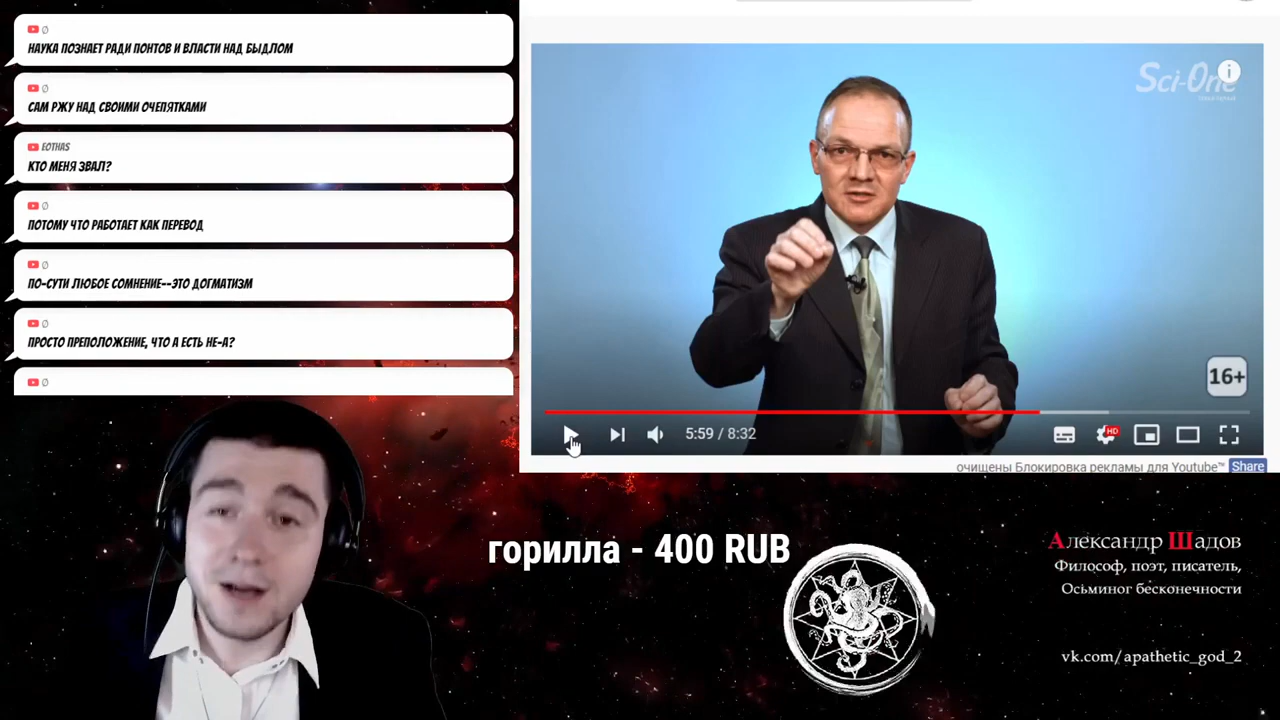 Ø
НАУКА ПОЗНАЕТ РАДИ ПОНТОВ И ВЛАСТИ НАД БЫДЛОМ
Ø
САМ РЖУ НАД СВОИМИ ОЧЕПЯТКАМИ
EOTHAS
КТО МЕНЯ ЗВАЛ?
Ø
ПОТОМУ ЧТО РАБОТАЕТ КАК ПЕРЕВОД
Ø
ПО-СУТИ ЛЮБОЕ СОМНЕНИЕ--ЭТО ДОГМАТИЗМ
Ø
ПРОСТО ПРЕПОЛОЖЕНИЕ, ЧТО А ЕСТЬ НЕ-А?
Ø
Sci-One
16+
5:59 / 8:32
HD
очищены Блокировка рекламы для Youtube™ Share
горилла - 400 RUB
Александр Шадов
Философ, поэт, писатель,
Осьминог бесконечности
vk.com/apathetic_god_2